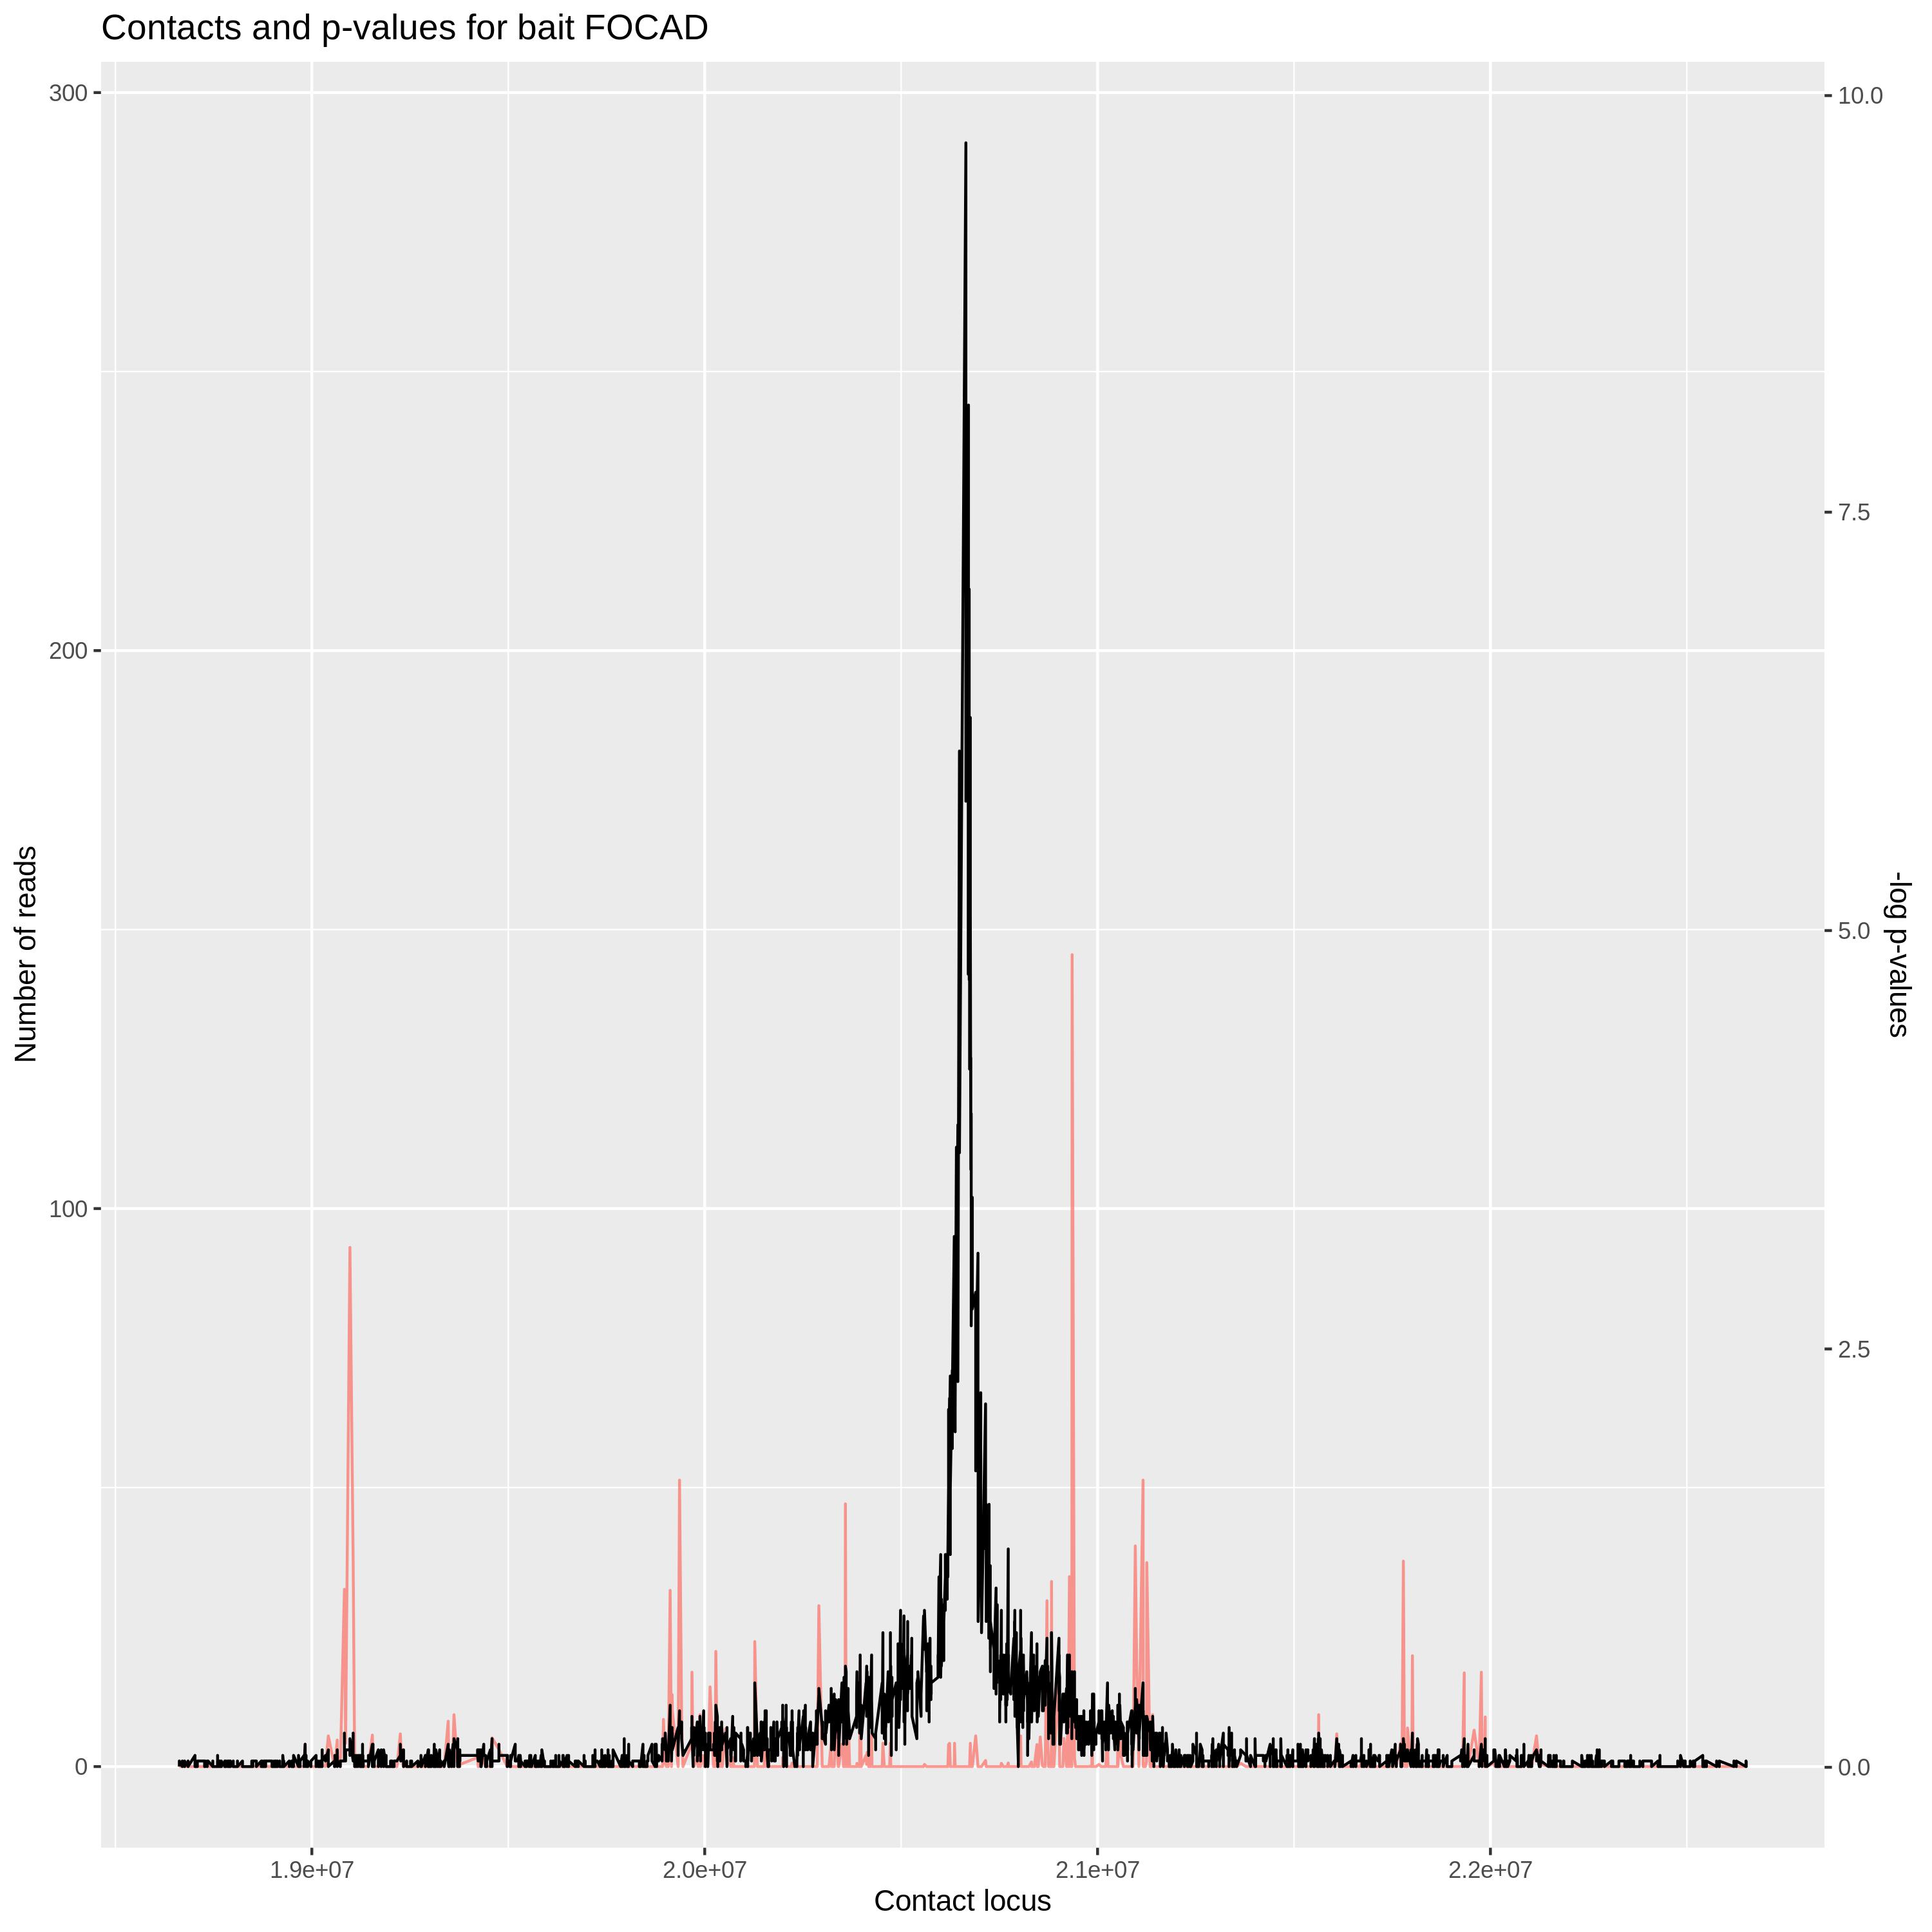 Contacts and p-values for bait FOCAD
300
200
100
0
Number of reads
10.0
7.5
5.0
2.5
0.0
-log p-values
1.9e+07
2.0e+07
2.1e+07
2.2e+07
Contact locus